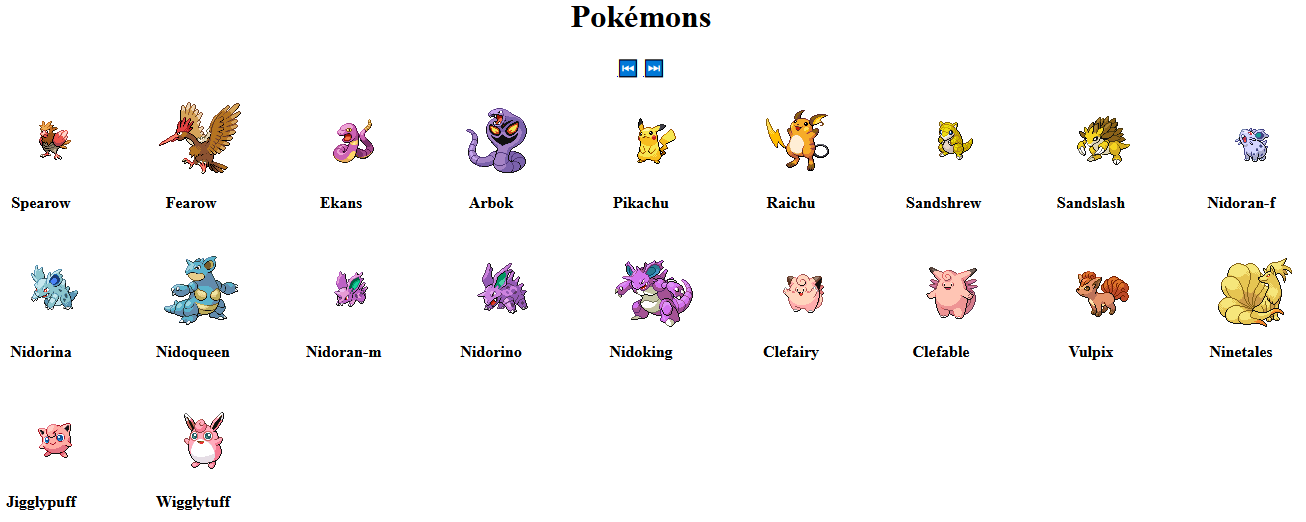 Pokémons
⏮ ⏭
Spearow Fearow Ekans Arbok Pikachu Raichu Sandshrew Sandslash Nidoran-f
Nidorina Nidoqueen Nidoran-m Nidorino Nidoking Clefairy Clefable Vulpix Ninetales
Jigglypuff Wigglytuff